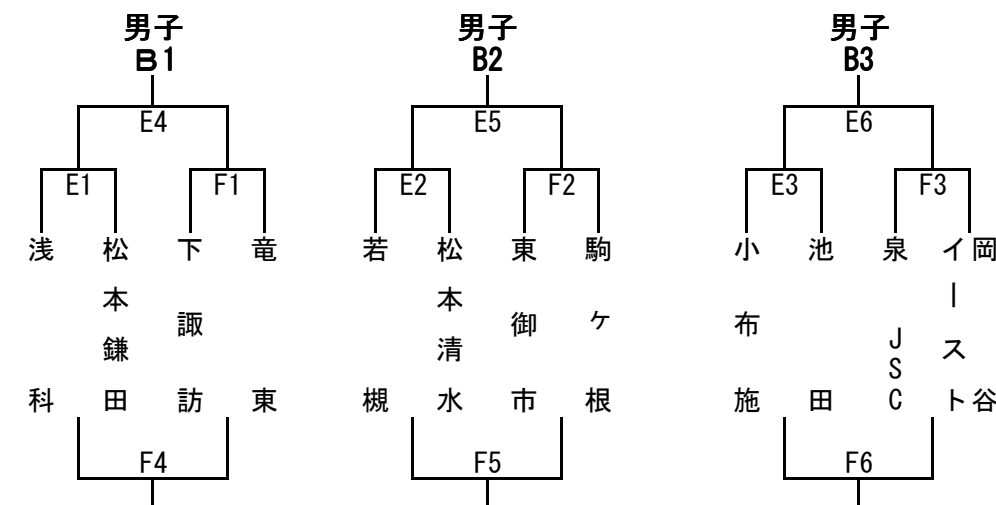 男子
B1
E4
E1
F1
浅科
松本鎌田
下諏訪
竜東
F4
男子
B2
E5
E2
F2
若槻
松本清水
東御市
駒ケ根
F5
男子
B3
E6
E3
F3
小布施
池田
泉JSC
岡谷
イースト
F6